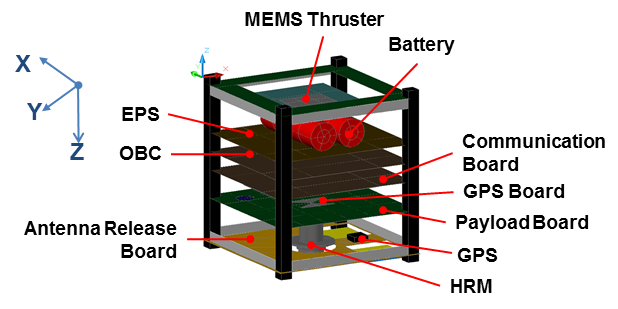 MEMS Thruster
Battery
X
Y
Z
EPS
OBC
Communication
Board
GPS Board
Payload Board
Antenna Release
Board
GPS
HRM